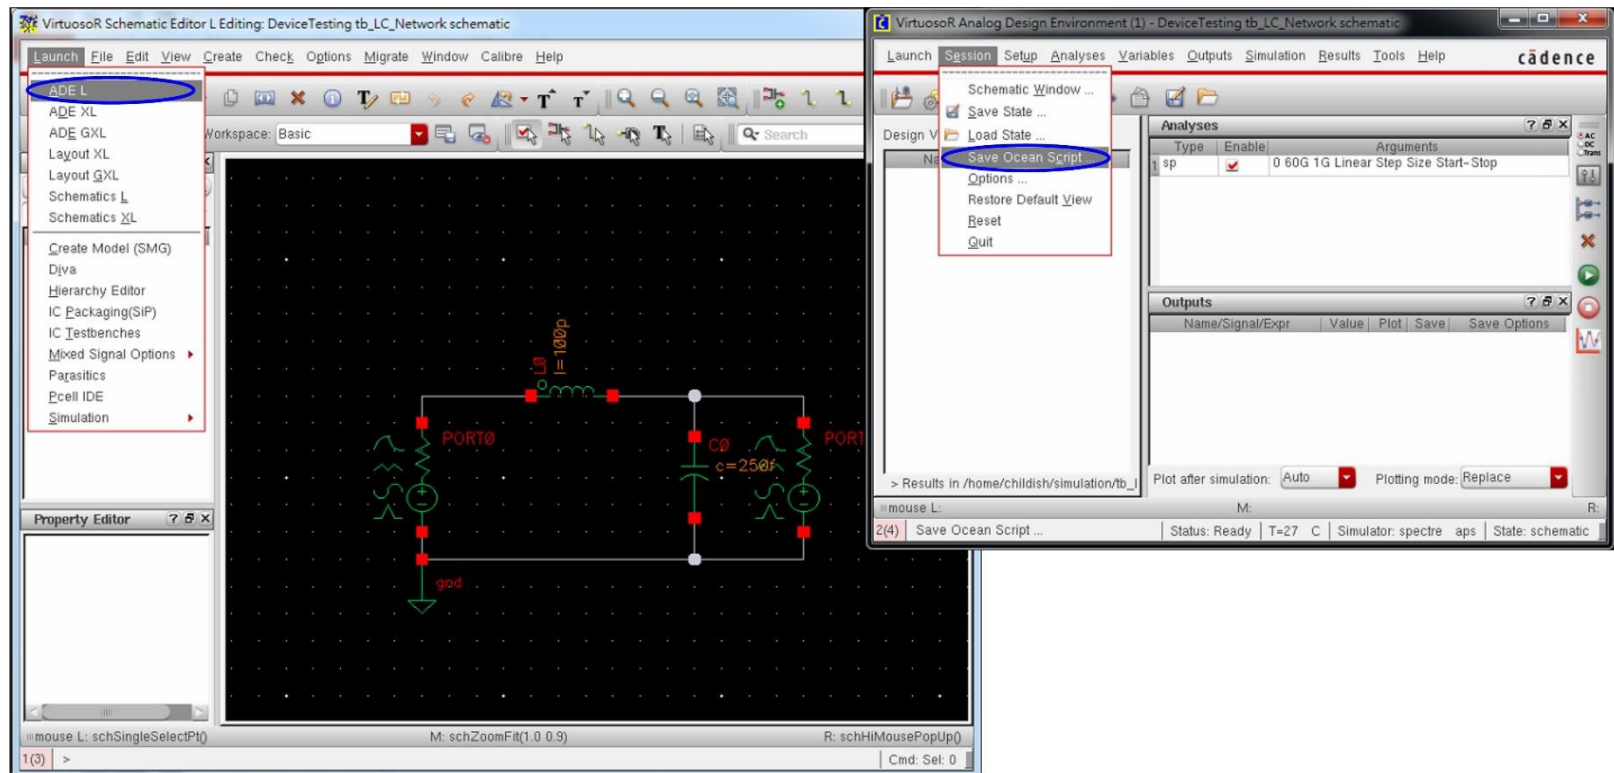 VirtuosoR Schematic Editor L Editing: DeviceTesting tb_LC_Network schematic
Launch File Edit View Create Check Options Migrate Window Calibre Help
ADE L
ADE XL
ADE GXL
Layout XL
Layout GXL
Schematics L
Schematics XL
Create Model (SMG)
Diva
Hierarchy Editor
IC Packaging(SiP)
IC Testbenches
Mixed Signal Options
Parasitics
Pcell IDE
Simulation
Workspace: Basic
Search
L0
l=100p
PORT0
C0
c=250f
PORT
gnd
Property Editor
mouse L: schSingleSelectPt()
M: schZoomFit(1.0 0.9)
R: schHiMousePopUp()
1(3) >
Cmd: Sel: 0
VirtuosoR Analog Design Environment (1) - DeviceTesting tb_LC_Network schematic
Launch Session Setup Analyses Variables Outputs Simulation Results Tools Help
cādence
Schematic Window ...
Save State ...
Load State ...
Save Ocean Script ...
Options ...
Restore Default View
Reset
Quit
Design V
Na
Analyses
Type Enable Arguments
1 sp 0 60G 1G Linear Step Size Start-Stop
AC
DC
Trans
Outputs
Name/Signal/Expr Value Plot Save Save Options
> Results in /home/childish/simulation/tb_l
Plot after simulation: Auto Plotting mode: Replace
mouse L: M: R:
2(4) Save Ocean Script ... Status: Ready T=27 C Simulator: spectre aps State: schematic